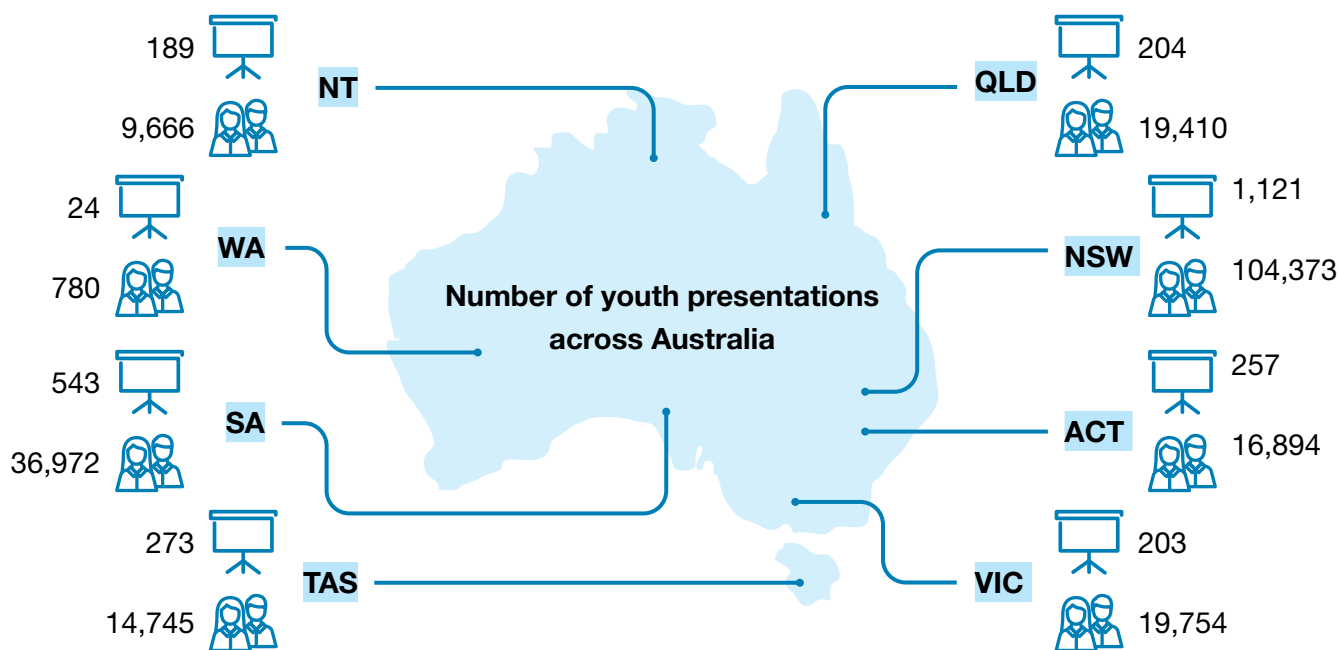 189
NT
9,666
24
WA
780
543
SA
36,972
273
TAS
14,745
Number of youth presentations
across Australia
QLD
204
19,410
1,121
NSW
104,373
257
ACT
16,894
203
VIC
19,754